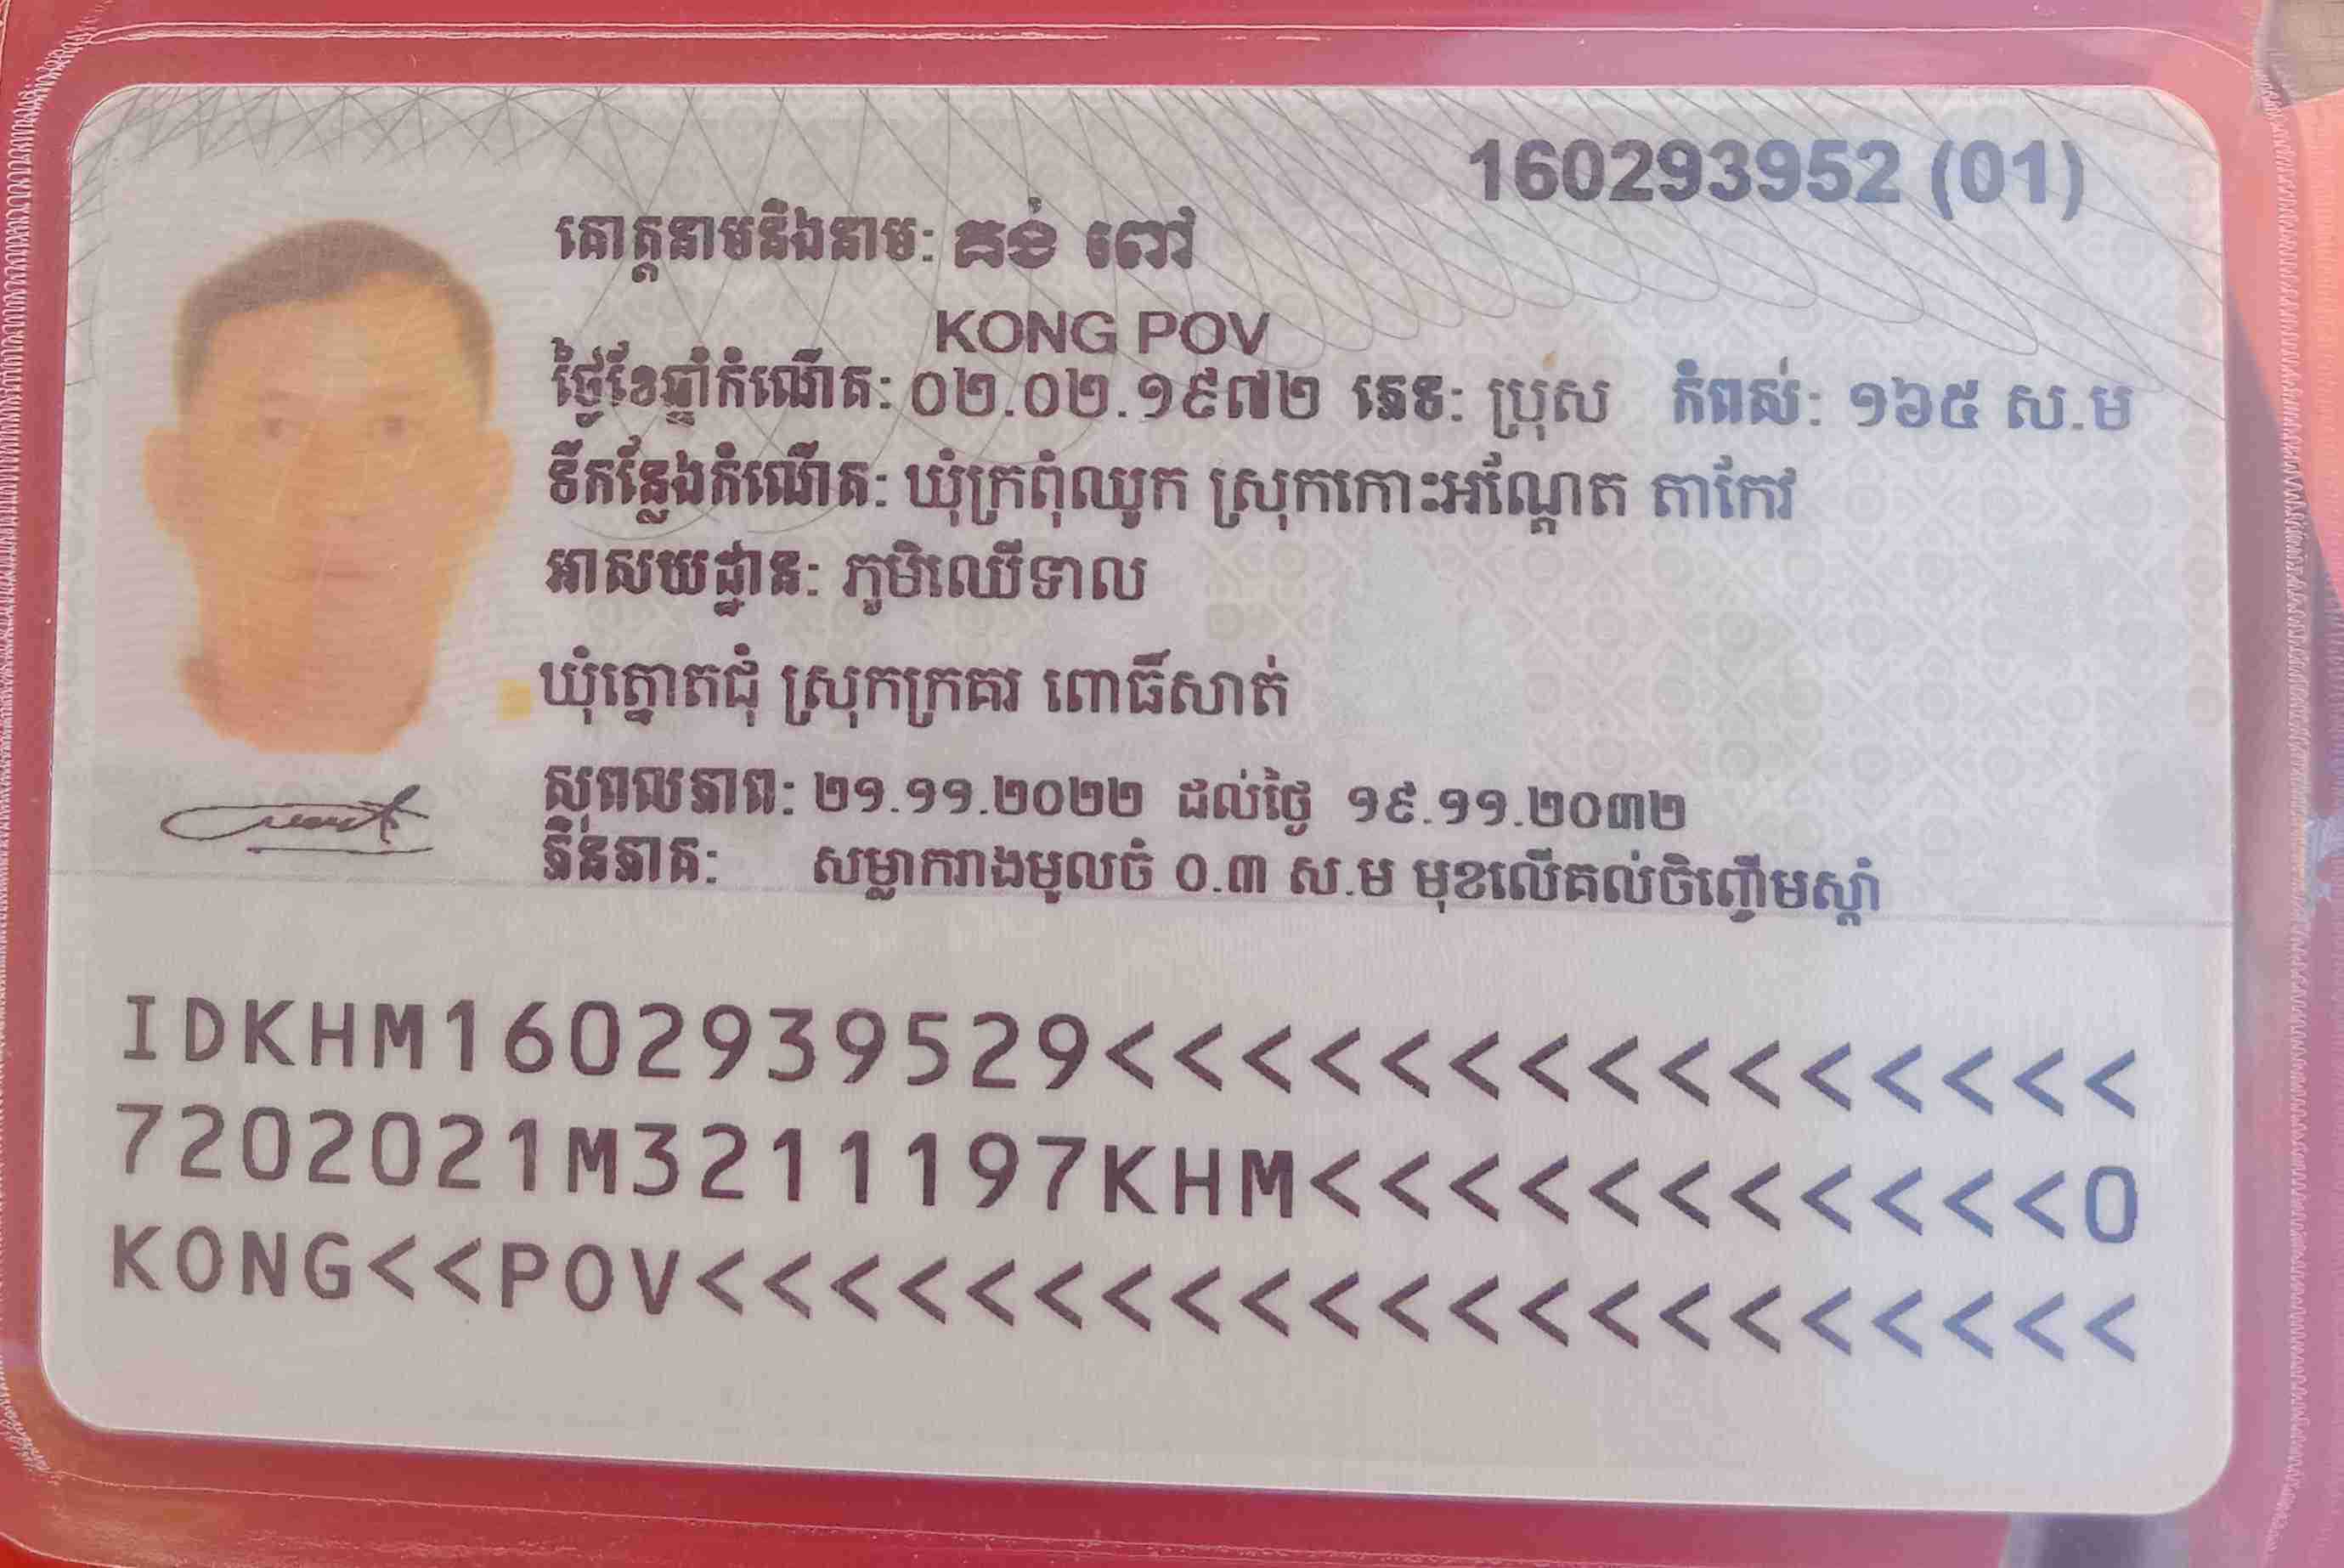 160293952 (01)
គោត្តនាមនិងនាម: គង់ ពៅ
KONG POV
ថ្ងៃខែឆ្នាំកំណើត: ០២.០២.១៩៧២ ភេទ: ប្រុស កំពស់: ១៦៥ ស.ម
ទីកន្លែងកំណើត: ឃុំក្រពុំឈូក ស្រុកកោះអណ្ដែត តាកែវ
អាសយដ្ឋាន: ភូមិឈើទាល
ឃុំត្នោតជុំ ស្រុកក្រគរ ពោធិ៍សាត់
សុពលភាព: ២១.១១.២០២២ ដល់ថ្ងៃ ១៩.១១.២០៣២
ភិនភាគ: សម្លាករាងមូលចំ ០.៣ ស.ម មុខលើគល់ចិញ្ចើមស្ដាំ
IDKHM1602939529<<<<<<<<<<<<<<<
7202021M3211197KHM<<<<<<<<<<<0
KONG<<POV<<<<<<<<<<<<<<<<<<<<<